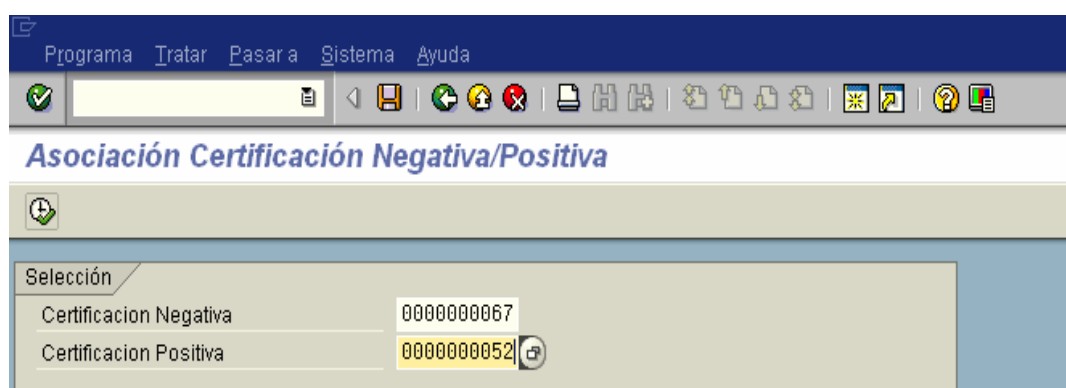 Programa Tratar Pasar a Sistema Ayuda
Asociación Certificación Negativa/Positiva
Selección
Certificacion Negativa 0000000067
Certificacion Positiva 0000000052